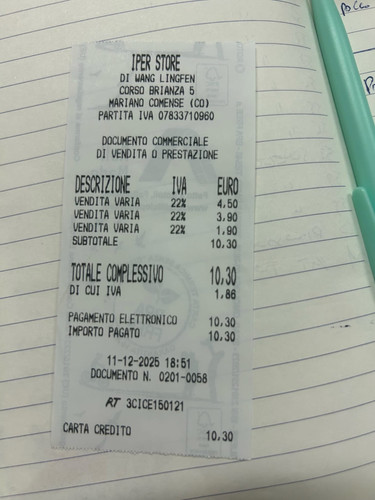 IPER STORE
DI WANG LINGFEN
CORSO BRIANZA 5
MARIANO COMENSE (CO)
PARTITA IVA 07833710960
DOCUMENTO COMMERCIALE
DI VENDITA O PRESTAZIONE
DESCRIZIONE IVA EURO
VENDITA VARIA 22% 4,50
VENDITA VARIA 22% 3,90
VENDITA VARIA 22% 1,90
SUBTOTALE 10,30
TOTALE COMPLESSIVO 10,30
DI CUI IVA 1,86
PAGAMENTO ELETTRONICO 10,30
IMPORTO PAGATO 10,30
11-12-2025 18:51
DOCUMENTO N. 0201-0058
RT 3CICE150121
CARTA CREDITO 10,30